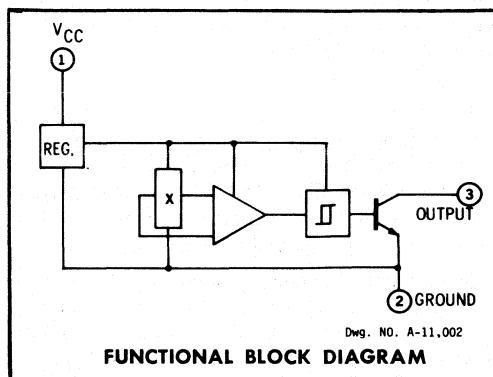 VCC
1
REG.
X
3
OUTPUT
2 GROUND
Dwg. NO. A-11,002
FUNCTIONAL BLOCK DIAGRAM